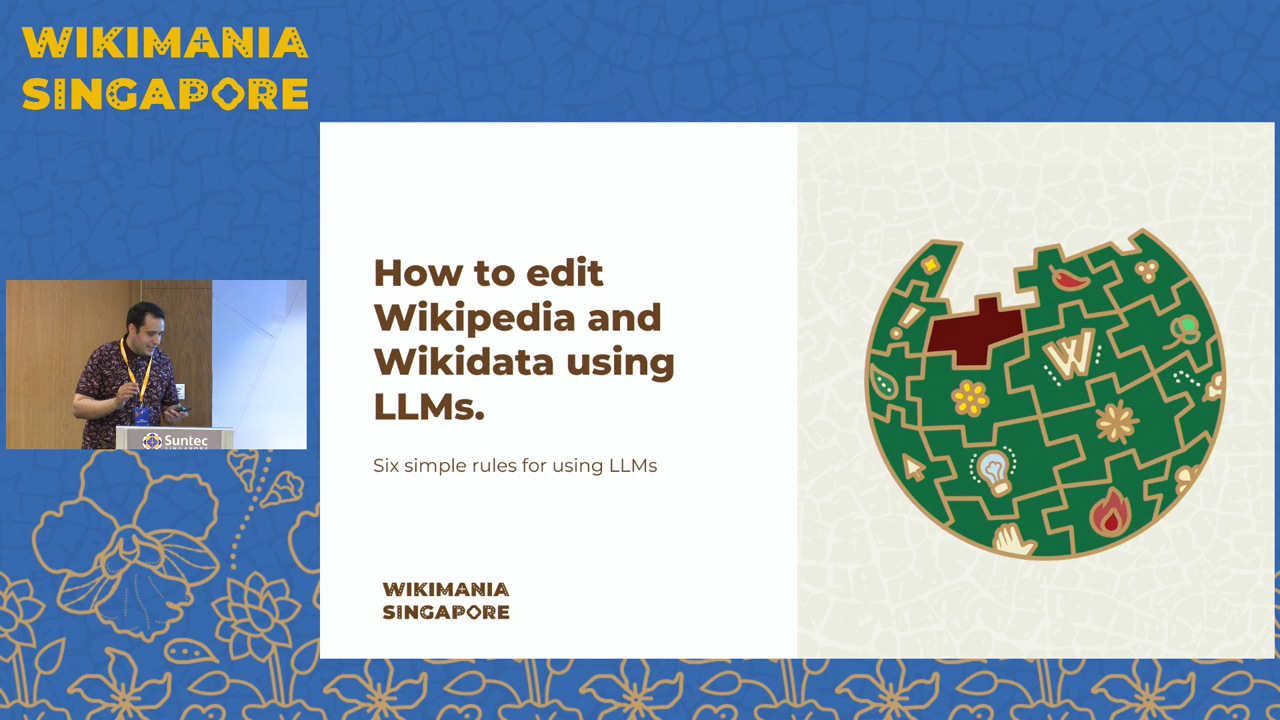 WIKIMANIA
SINGAPORE
How to edit
Wikipedia and
Wikidata using
LLMs.
Six simple rules for using LLMs
WIKIMANIA
SINGAPORE
W
Suntec
SINGAPORE